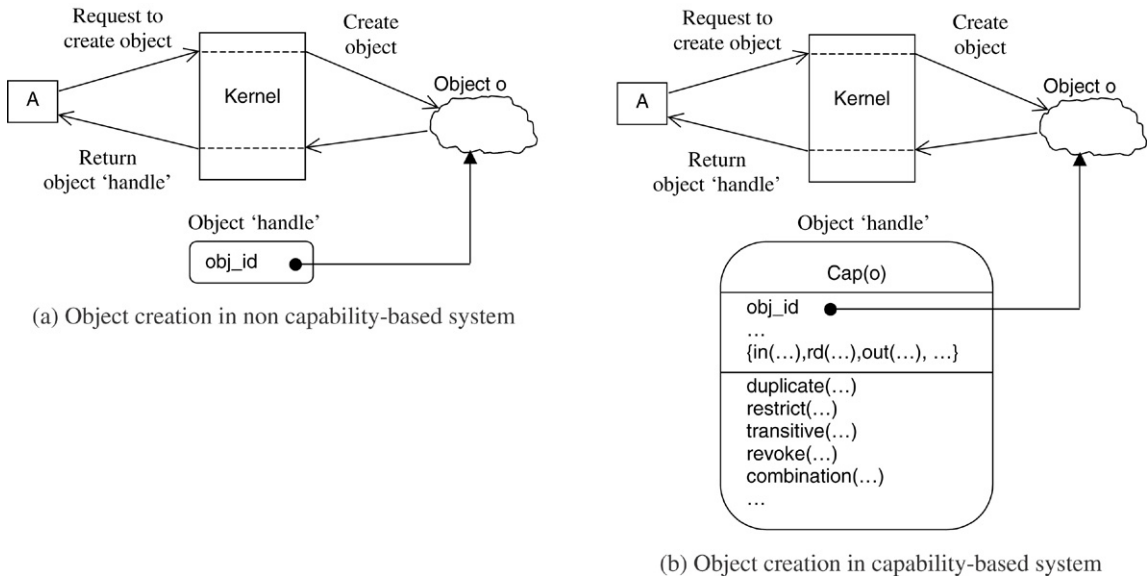 Request to
create object
Create
object
A
Kernel
Object o
Return
object ‘handle’
Object ‘handle’
obj_id
(a) Object creation in non capability-based system
Request to
create object
Create
object
A
Kernel
Object o
Return
object ‘handle’
Object ‘handle’
Cap(o)
obj_id
...
{in(...),rd(...),out(...), ...}
duplicate(...)
restrict(...)
transitive(...)
revoke(...)
combination(...)
...
(b) Object creation in capability-based system